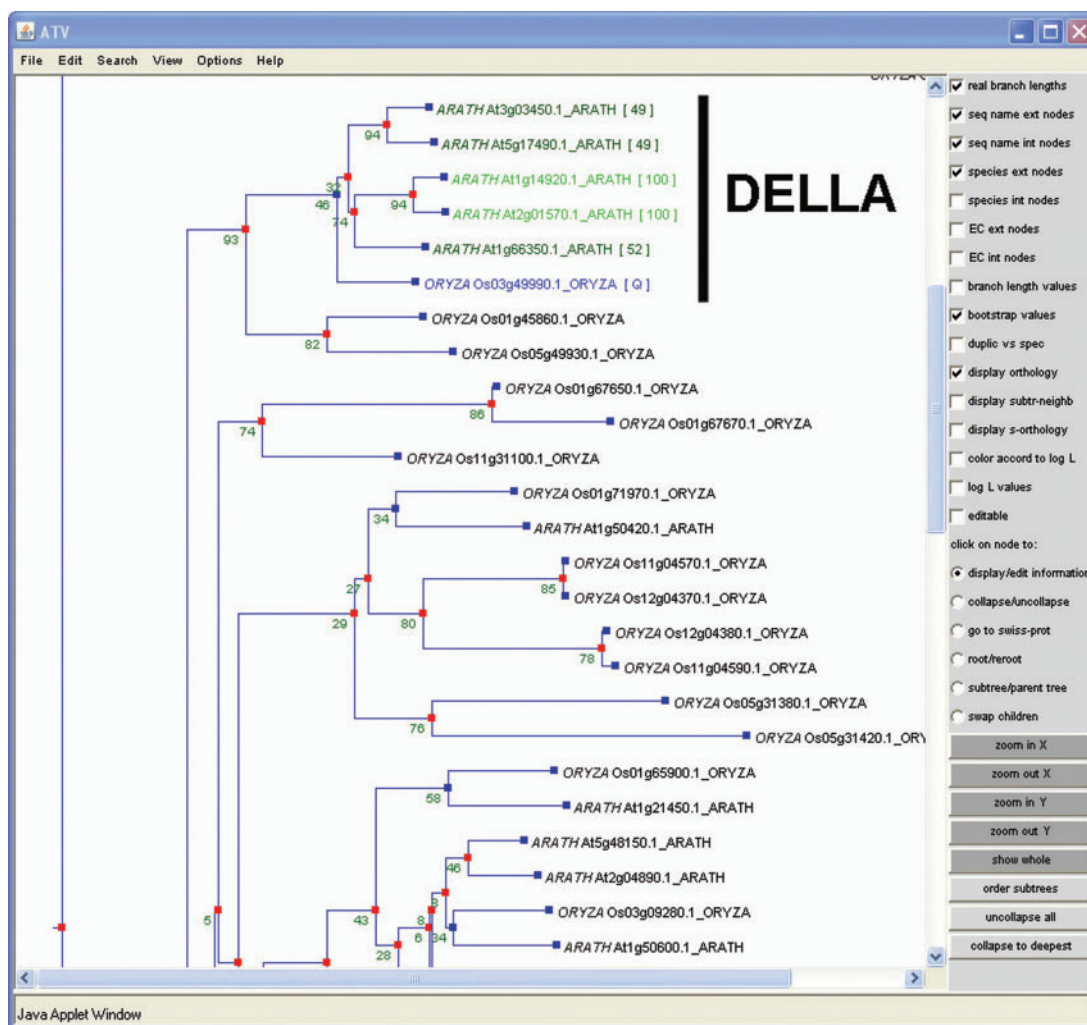 ATV
File Edit Search View Options Help
ARATH At3g03450.1_ARATH [ 49 ]
94
ARATH At5g17490.1_ARATH [ 49 ]
ARATH At1g14920.1_ARATH [ 100 ]
46
94
ARATH At2g01570.1_ARATH [ 100 ]
74
93
ARATH At1g66350.1_ARATH [ 52 ]
ORYZA Os03g49990.1_ORYZA [ Q ]
DELLA
ORYZA Os01g45860.1_ORYZA
82
ORYZA Os05g49930.1_ORYZA
ORYZA Os01g67650.1_ORYZA
86
ORYZA Os01g67670.1_ORYZA
74
ORYZA Os11g31100.1_ORYZA
ORYZA Os01g71970.1_ORYZA
34
ARATH At1g50420.1_ARATH
ORYZA Os11g04570.1_ORYZA
27
85
ORYZA Os12g04370.1_ORYZA
29
80
ORYZA Os12g04380.1_ORYZA
78
ORYZA Os11g04590.1_ORYZA
ORYZA Os05g31380.1_ORYZA
76
ORYZA Os05g31420.1_ORY
ORYZA Os01g65900.1_ORYZA
58
ARATH At1g21450.1_ARATH
ARATH At5g48150.1_ARATH
46
ARATH At2g04890.1_ARATH
5
43
8
8
ORYZA Os03g09280.1_ORYZA
6
34
28
ARATH At1g50600.1_ARATH
real branch lengths
seq name ext nodes
seq name int nodes
species ext nodes
species int nodes
EC ext nodes
EC int nodes
branch length values
bootstrap values
duplic vs spec
display orthology
display subtr-neighb
display s-orthology
color accord to log L
log L values
editable
click on node to:
display/edit information
collapse/uncollapse
go to swiss-prot
root/reroot
subtree/parent tree
swap children
zoom in X
zoom out X
zoom in Y
zoom out Y
show whole
order subtrees
uncollapse all
collapse to deepest
Java Applet Window